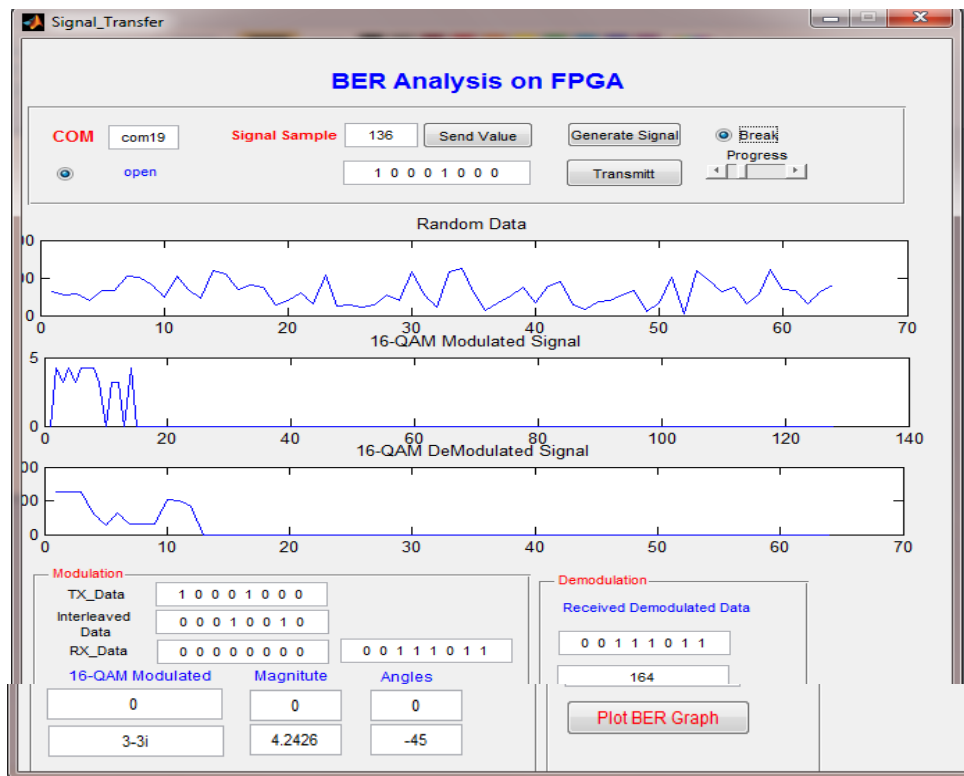 Signal_Transfer
BER Analysis on FPGA
COM com19 Signal Sample 136 Send Value Generate Signal Break
Progress
open 1 0 0 0 1 0 0 0 Transmitt
Random Data
00
00
0
0 10 20 30 40 50 60 70
16-QAM Modulated Signal
5
0
0 20 40 60 80 100 120 140
16-QAM DeModulated Signal
00
00
0
0 10 20 30 40 50 60 70
Modulation
TX_Data 1 0 0 0 1 0 0 0
Interleaved
Data
0 0 0 1 0 0 1 0
RX_Data 0 0 0 0 0 0 0 0 0 0 1 1 1 0 1 1
16-QAM Modulated Magnitute Angles
0 0 0
3-3i 4.2426 -45
Demodulation
Received Demodulated Data
0 0 1 1 1 0 1 1
164
Plot BER Graph